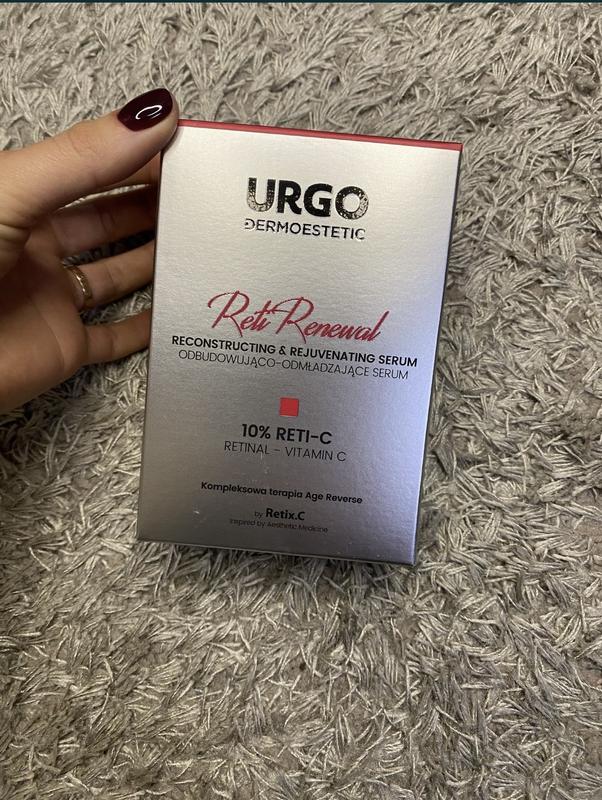 URGO
DERMOESTETIC
Reti Renewal
RECONSTRUCTING & REJUVENATING SERUM
ODBUDOWUJĄCO-ODMŁADZAJĄCE SERUM
10% RETI-C
RETINAL - VITAMIN C
Kompleksowa terapia Age Reverse
by Retix.C
Inspired by Aesthetic Medicine